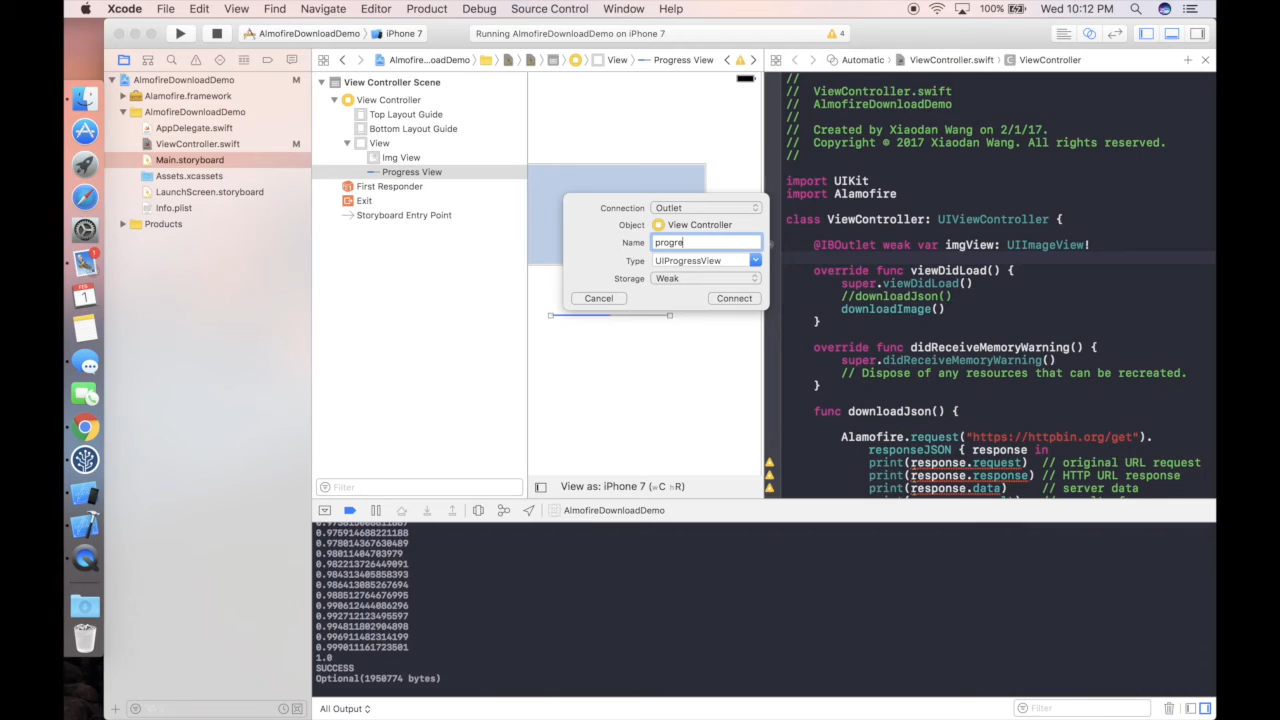 Xcode File Edit View Find Navigate Editor Product Debug Source Control Window Help 100% Wed 10:12 PM
AlmofireDownloadDemo iPhone 7 Running AlmofireDownloadDemo on iPhone 7 4
Almofire...oadDemo View Progress View Automatic ViewController.swift ViewController
AlmofireDownloadDemo M
Alamofire.framework
AlmofireDownloadDemo
AppDelegate.swift
ViewController.swift M
Main.storyboard
Assets.xcassets
LaunchScreen.storyboard
Info.plist
Products
View Controller Scene
View Controller
Top Layout Guide
Bottom Layout Guide
View
Img View
Progress View
First Responder
Exit
Storyboard Entry Point
Filter
Connection Outlet
Object View Controller
Name progre
Type UIProgressView
Storage Weak
Cancel Connect
View as: iPhone 7 (wC hR)
//
// ViewController.swift
// AlmofireDownloadDemo
//
// Created by Xiaodan Wang on 2/1/17.
// Copyright © 2017 Xiaodan Wang. All rights reserved.
//
import UIKit
import Alamofire
class ViewController: UIViewController {
@IBOutlet weak var imgView: UIImageView!
override func viewDidLoad() {
super.viewDidLoad()
//downloadJson()
downloadImage()
}
override func didReceiveMemoryWarning() {
super.didReceiveMemoryWarning()
// Dispose of any resources that can be recreated.
}
func downloadJson() {
Alamofire.request("https://httpbin.org/get").
responseJSON { response in
print(response.request) // original URL request
print(response.response) // HTTP URL response
print(response.data) // server data
AlmofireDownloadDemo
0.975914688221188
0.978014367630489
0.98011404703979
0.982213726449091
0.984313405858393
0.986413085267694
0.988512764676995
0.990612444086296
0.992712123495597
0.994811802904898
0.996911482314199
0.999011161723501
1.0
SUCCESS
Optional(1950774 bytes)
All Output Filter
FEB
1
1